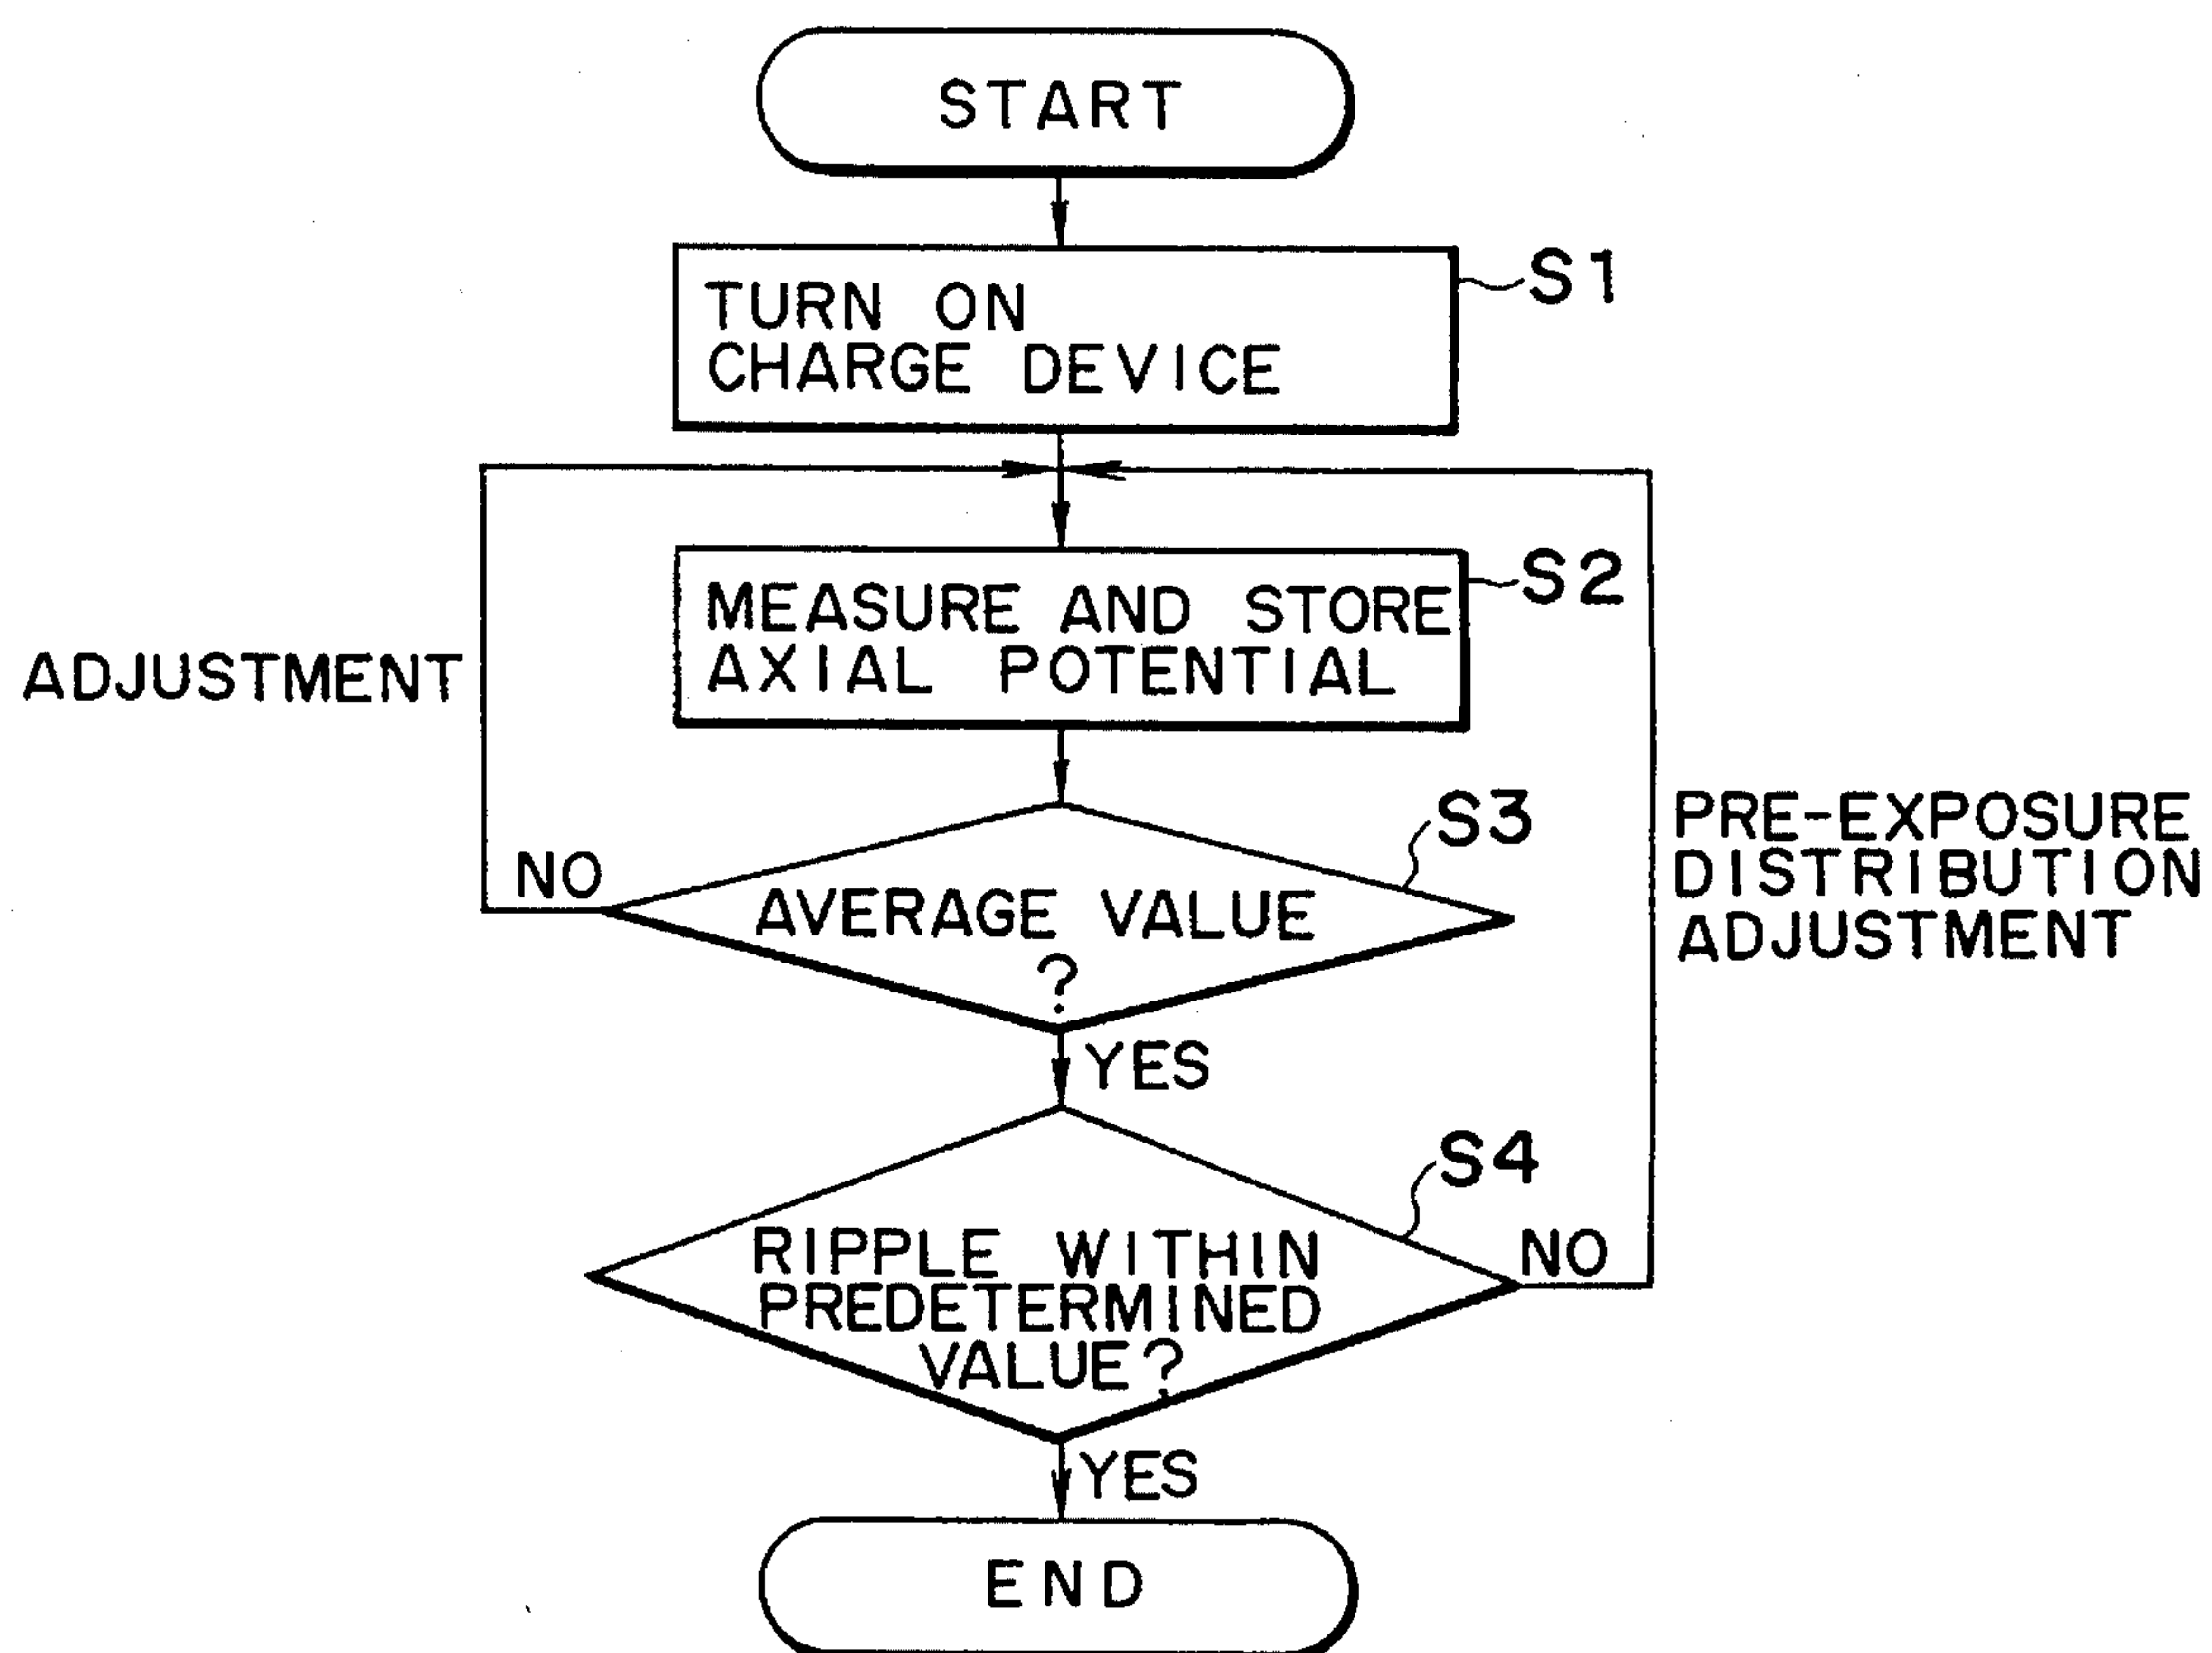 START
TURN ON
CHARGE DEVICE
S1
MEASURE AND STORE
AXIAL POTENTIAL
S2
ADJUSTMENT
AVERAGE VALUE
?
S3
NO
YES
PRE-EXPOSURE
DISTRIBUTION
ADJUSTMENT
RIPPLE WITHIN
PREDETERMINED
VALUE?
S4
NO
YES
END